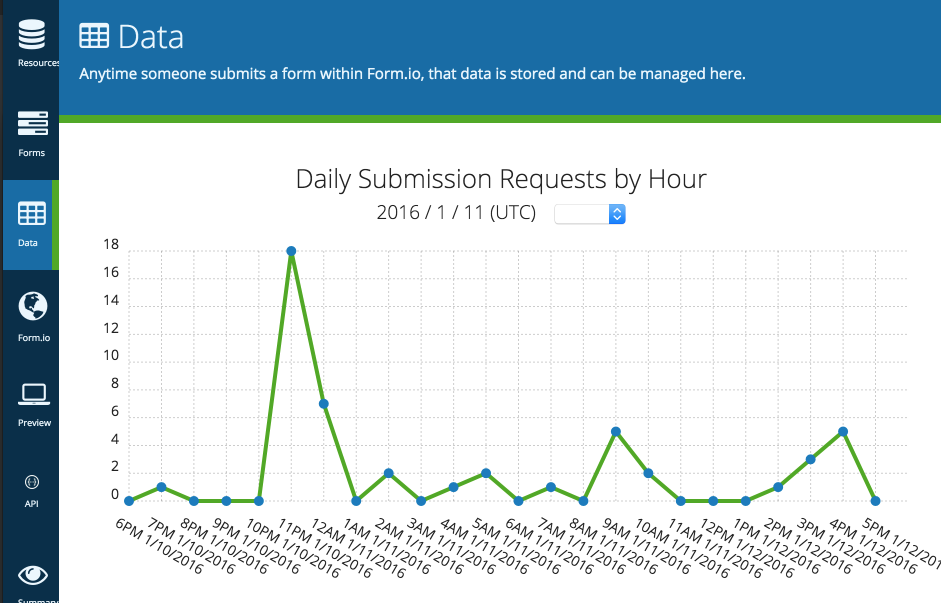 Resources
Forms
Data
Form.io
Preview
API
Summary
Data
Anytime someone submits a form within Form.io, that data is stored and can be managed here.
Daily Submission Requests by Hour
2016 / 1 / 11 (UTC)
18
16
14
12
10
8
6
4
2
0
6PM 1/10/2016
7PM 1/10/2016
8PM 1/10/2016
9PM 1/10/2016
10PM 1/10/2016
11PM 1/10/2016
12AM 1/11/2016
1AM 1/11/2016
2AM 1/11/2016
3AM 1/11/2016
4AM 1/11/2016
5AM 1/11/2016
6AM 1/11/2016
7AM 1/11/2016
8AM 1/11/2016
9AM 1/11/2016
10AM 1/11/2016
11AM 1/11/2016
12PM 1/12/2016
1PM 1/12/2016
2PM 1/12/2016
3PM 1/12/2016
4PM 1/12/2016
5PM 1/12/20